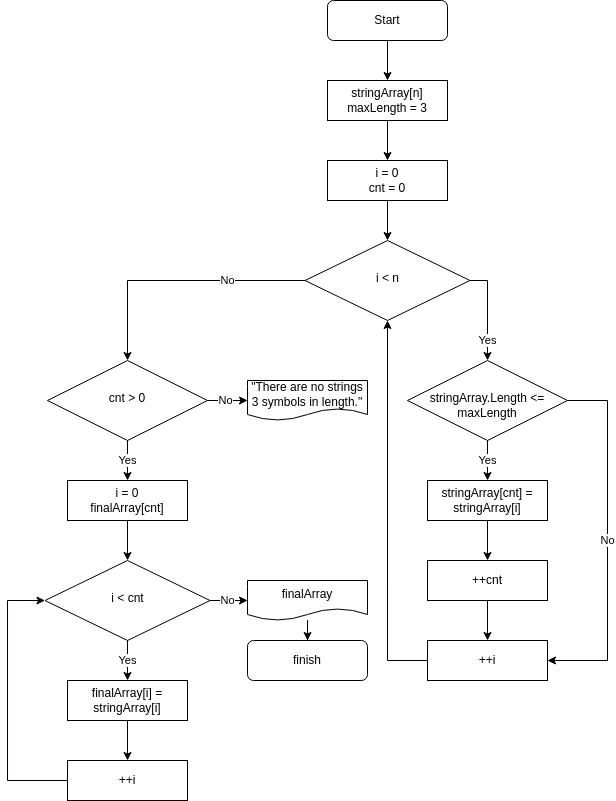 Start
stringArray[n]
maxLength = 3
i = 0
cnt = 0
i < n
No
Yes
cnt > 0
No
"There are no strings
3 symbols in length."
stringArray.Length <=
maxLength
Yes
Yes
i = 0
finalArray[cnt]
stringArray[cnt] =
stringArray[i]
No
++cnt
i < cnt
No
finalArray
Yes
finish
++i
finalArray[i] =
stringArray[i]
++i